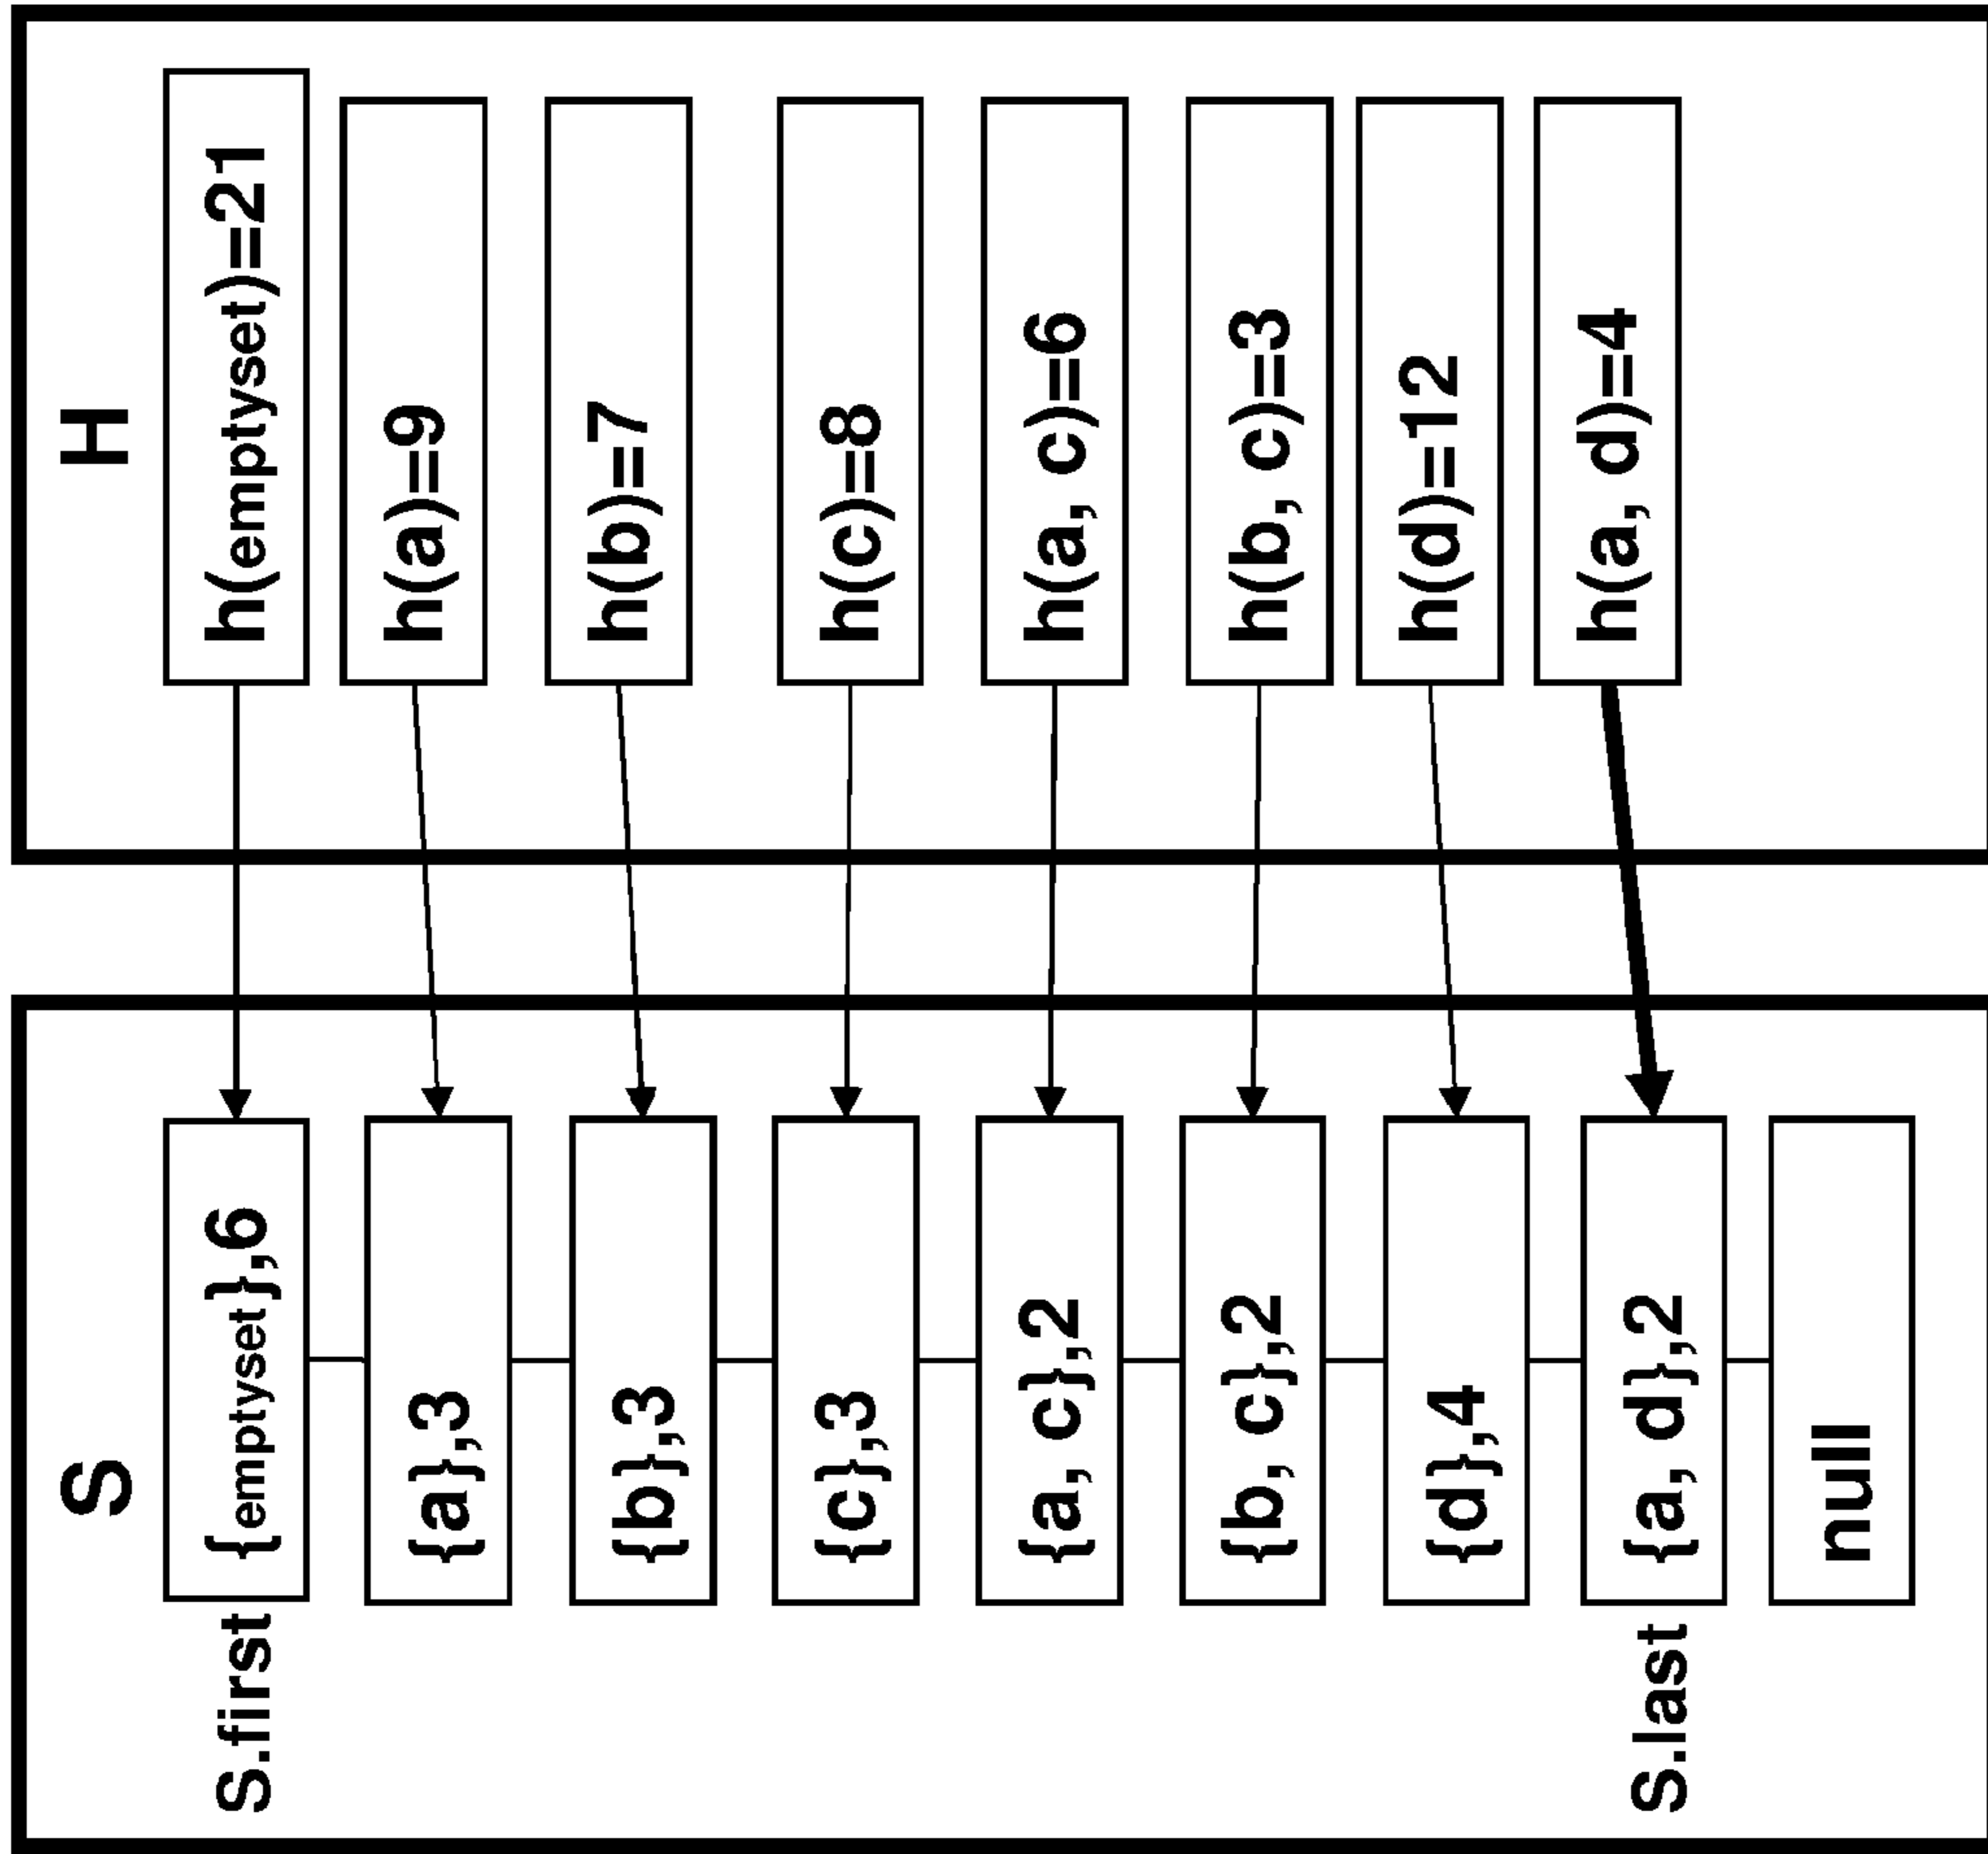 S
S.first
{emptyset},6
{a},3
{b},3
{c},3
{a, c},2
{b, c},2
{d},4
S.last
{a, d},2
null
H
h(emptyset)=21
h(a)=9
h(b)=7
h(c)=8
h(a, c)=6
h(b, c)=3
h(d)=12
h(a, d)=4